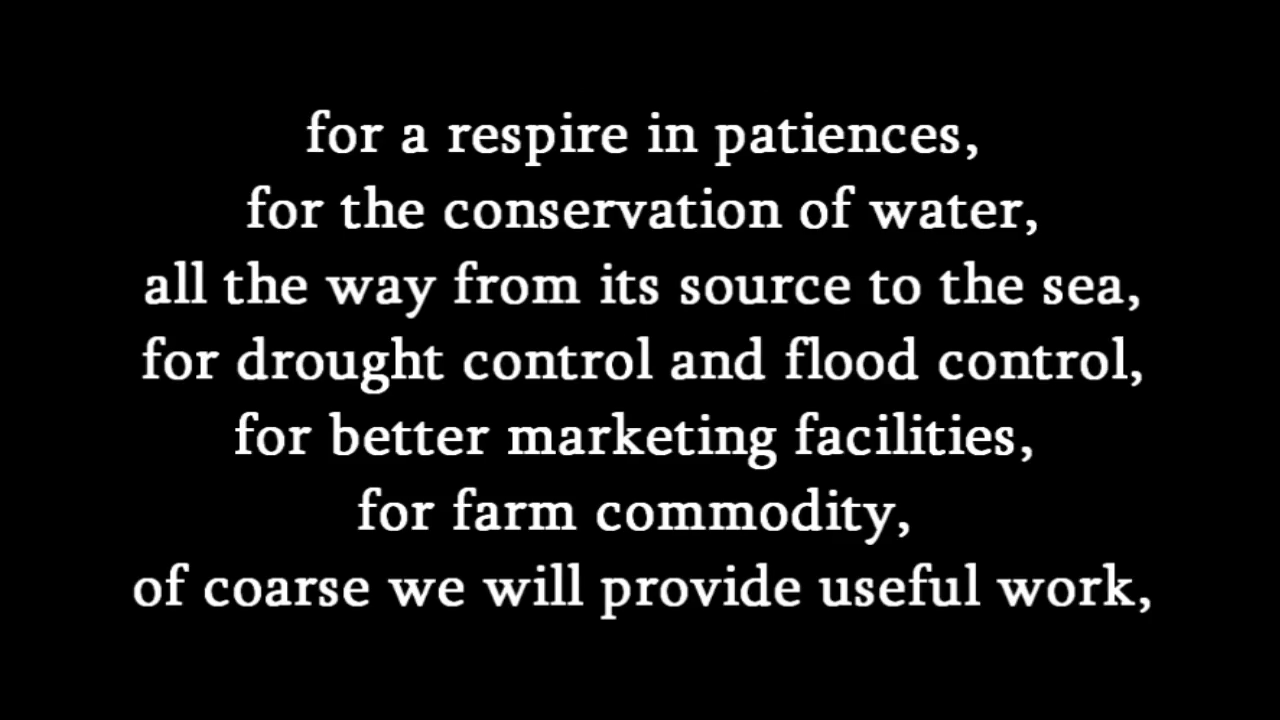 for a respire in patiences,
for the conservation of water,
all the way from its source to the sea,
for drought control and flood control,
for better marketing facilities,
for farm commodity,
of coarse we will provide useful work,